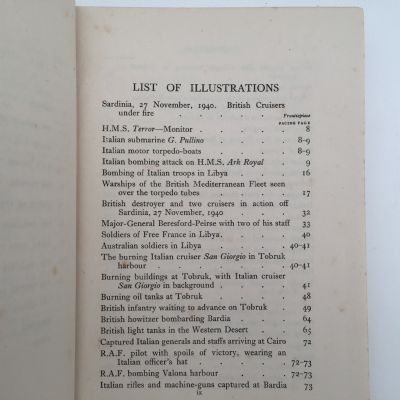 LIST OF ILLUSTRATIONS
Sardinia, 27 November, 1940. British Cruisers
under fire . . . . . Frontispiece
FACING PAGE
H.M.S. Terror—Monitor . . . . . 8
Italian submarine G. Pullino . . . . 8-9
Italian motor torpedo-boats . . . . 8-9
Italian bombing attack on H.M.S. Ark Royal . 9
Bombing of Italian troops in Libya . . . 16
Warships of the British Mediterranean Fleet seen
over the torpedo tubes . . . . 17
British destroyer and two cruisers in action off
Sardinia, 27 November, 1940 . . . 32
Major-General Beresford-Peirse with two of his staff 33
Soldiers of Free France in Libya. . . . 40
Australian soldiers in Libya . . . . 40-41
The burning Italian cruiser San Giorgio in Tobruk
harbour . . . . . . 40-41
Burning buildings at Tobruk, with Italian cruiser
San Giorgio in background . . . . 41
Burning oil tanks at Tobruk . . . . 48
British infantry waiting to advance on Tobruk . 49
British howitzer bombarding Bardia . . . 64
British light tanks in the Western Desert . . 65
Captured Italian generals and staffs arriving at Cairo 72
R.A.F. pilot with spoils of victory, wearing an
Italian officer's hat . . . . . 72-73
R.A.F. bombing Valona harbour . . . 72-73
Italian rifles and machine-guns captured at Bardia 73
ix